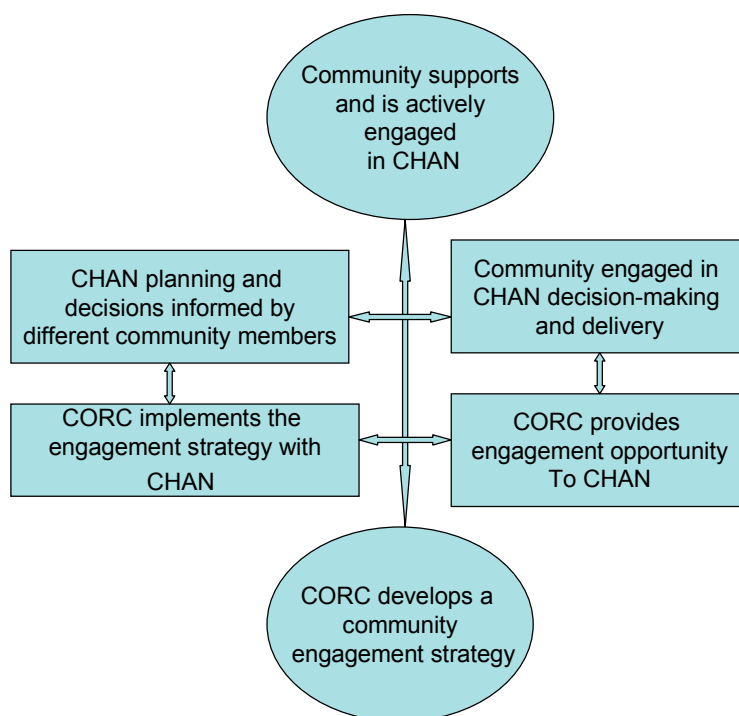 Community supports
and is actively
engaged
in CHAN
CHAN planning and
decisions informed by
different community members
Community engaged in
CHAN decision-making
and delivery
CORC implements the
engagement strategy with
CHAN
CORC provides
engagement opportunity
To CHAN
CORC develops a
community
engagement strategy